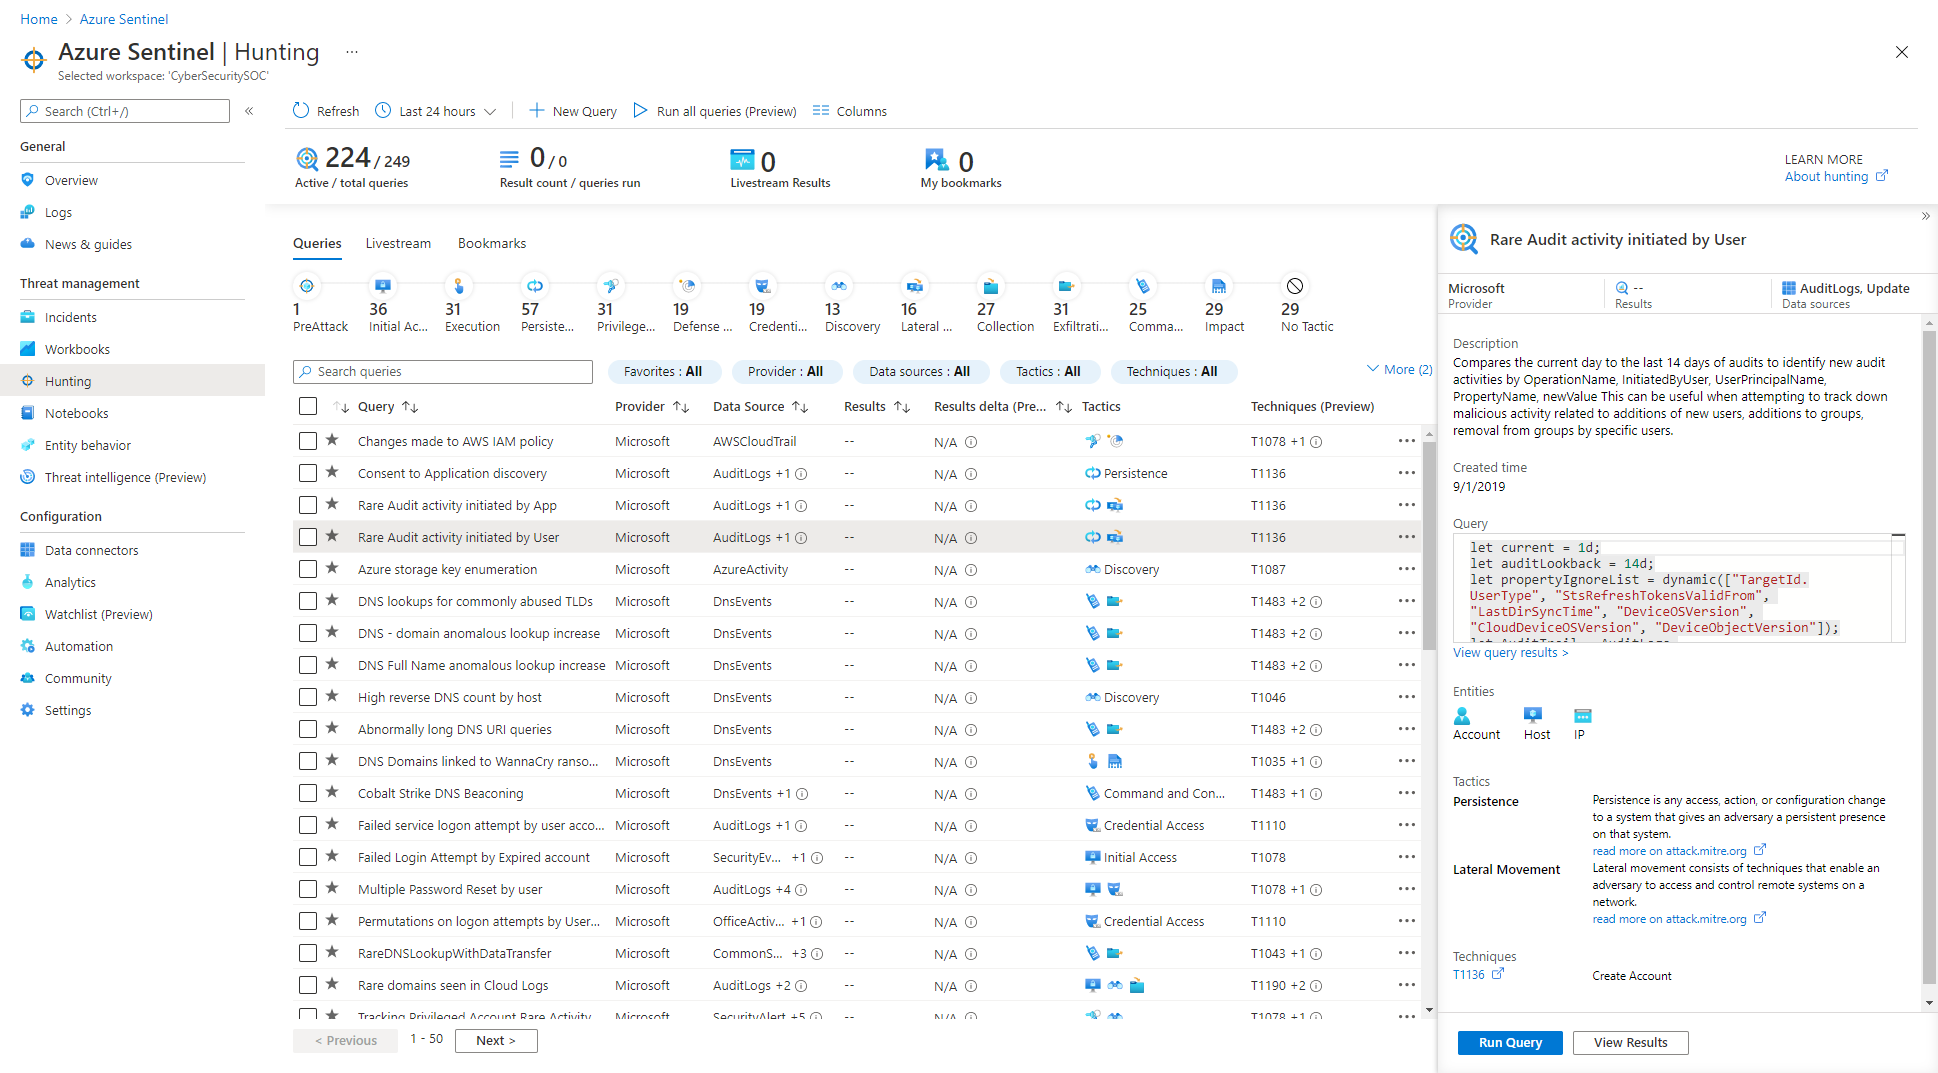 Home > Azure Sentinel
Azure Sentinel | Hunting ...
Selected workspace: 'CyberSecuritySOC'
Search (Ctrl+/) «
General
Overview
Logs
News & guides
Threat management
Incidents
Workbooks
Hunting
Notebooks
Entity behavior
Threat intelligence (Preview)
Configuration
Data connectors
Analytics
Watchlist (Preview)
Automation
Community
Settings
Refresh Last 24 hours New Query Run all queries (Preview) Columns
224 / 249
Active / total queries
0 / 0
Result count / queries run
0
Livestream Results
0
My bookmarks
LEARN MORE
About hunting
Queries Livestream Bookmarks
1 PreAttack
36 Initial Ac...
31 Execution
57 Persiste...
31 Privilege...
19 Defense ...
19 Credenti...
13 Discovery
16 Lateral ...
27 Collection
31 Exfiltrati...
25 Comma...
29 Impact
29 No Tactic
Search queries Favorites : All Provider : All Data sources : All Tactics : All Techniques : All More (2)
Query Provider Data Source Results Results delta (Pre... Tactics Techniques (Preview)
Changes made to AWS IAM policy Microsoft AWSCloudTrail -- N/A T1078 +1 ...
Consent to Application discovery Microsoft AuditLogs +1 -- N/A Persistence T1136 ...
Rare Audit activity initiated by App Microsoft AuditLogs +1 -- N/A T1136 ...
Rare Audit activity initiated by User Microsoft AuditLogs +1 -- N/A T1136 ...
Azure storage key enumeration Microsoft AzureActivity -- N/A Discovery T1087 ...
DNS lookups for commonly abused TLDs Microsoft DnsEvents -- N/A T1483 +2 ...
DNS - domain anomalous lookup increase Microsoft DnsEvents -- N/A T1483 +2 ...
DNS Full Name anomalous lookup increase Microsoft DnsEvents -- N/A T1483 +2 ...
High reverse DNS count by host Microsoft DnsEvents -- N/A Discovery T1046 ...
Abnormally long DNS URI queries Microsoft DnsEvents -- N/A T1483 +2 ...
DNS Domains linked to WannaCry ranso... Microsoft DnsEvents -- N/A T1035 +1 ...
Cobalt Strike DNS Beaconing Microsoft DnsEvents +1 -- N/A Command and Con... T1483 +1 ...
Failed service logon attempt by user acco... Microsoft AuditLogs +1 -- N/A Credential Access T1110 ...
Failed Login Attempt by Expired account Microsoft SecurityEv... +1 -- N/A Initial Access T1078 ...
Multiple Password Reset by user Microsoft AuditLogs +4 -- N/A T1078 +1 ...
Permutations on logon attempts by User... Microsoft OfficeActiv... +1 -- N/A Credential Access T1110 ...
RareDNSLookupWithDataTransfer Microsoft CommonS... +3 -- N/A T1043 +1 ...
Rare domains seen in Cloud Logs Microsoft AuditLogs +2 -- N/A T1190 +2 ...
Tracking Privileged Account Rare Activity Microsoft SecurityAlert +5 -- N/A T1078 +1 ...
< Previous 1 - 50 Next >
»
Rare Audit activity initiated by User
Microsoft
Provider
--
Results
AuditLogs, Update
Data sources
Description
Compares the current day to the last 14 days of audits to identify new audit
activities by OperationName, InitiatedByUser, UserPrincipalName,
PropertyName, newValue This can be useful when attempting to track down
malicious activity related to additions of new users, additions to groups,
removal from groups by specific users.
Created time
9/1/2019
Query
let current = 1d;
let auditLookback = 14d;
let propertyIgnoreList = dynamic(["TargetId.
UserType", "StsRefreshTokensValidFrom",
"LastDirSyncTime", "DeviceOSVersion",
"CloudDeviceOSVersion", "DeviceObjectVersion"]);
let AuditTrail = AuditLogs
View query results >
Entities
Account Host IP
Tactics
Persistence
Persistence is any access, action, or configuration change
to a system that gives an adversary a persistent presence
on that system.
read more on attack.mitre.org
Lateral Movement
Lateral movement consists of techniques that enable an
adversary to access and control remote systems on a
network.
read more on attack.mitre.org
Techniques
T1136 Create Account
Run Query View Results